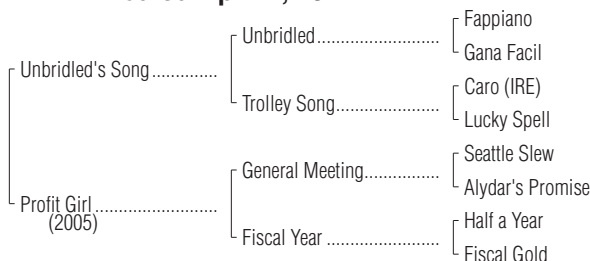 Unbridled's Song..............
Unbridled..........................
Fappiano
Gana Facil
Trolley Song......................
Caro (IRE)
Lucky Spell
Profit Girl..........................
(2005)
General Meeting................
Seattle Slew
Alydar's Promise
Fiscal Year ........................
Half a Year
Fiscal Gold